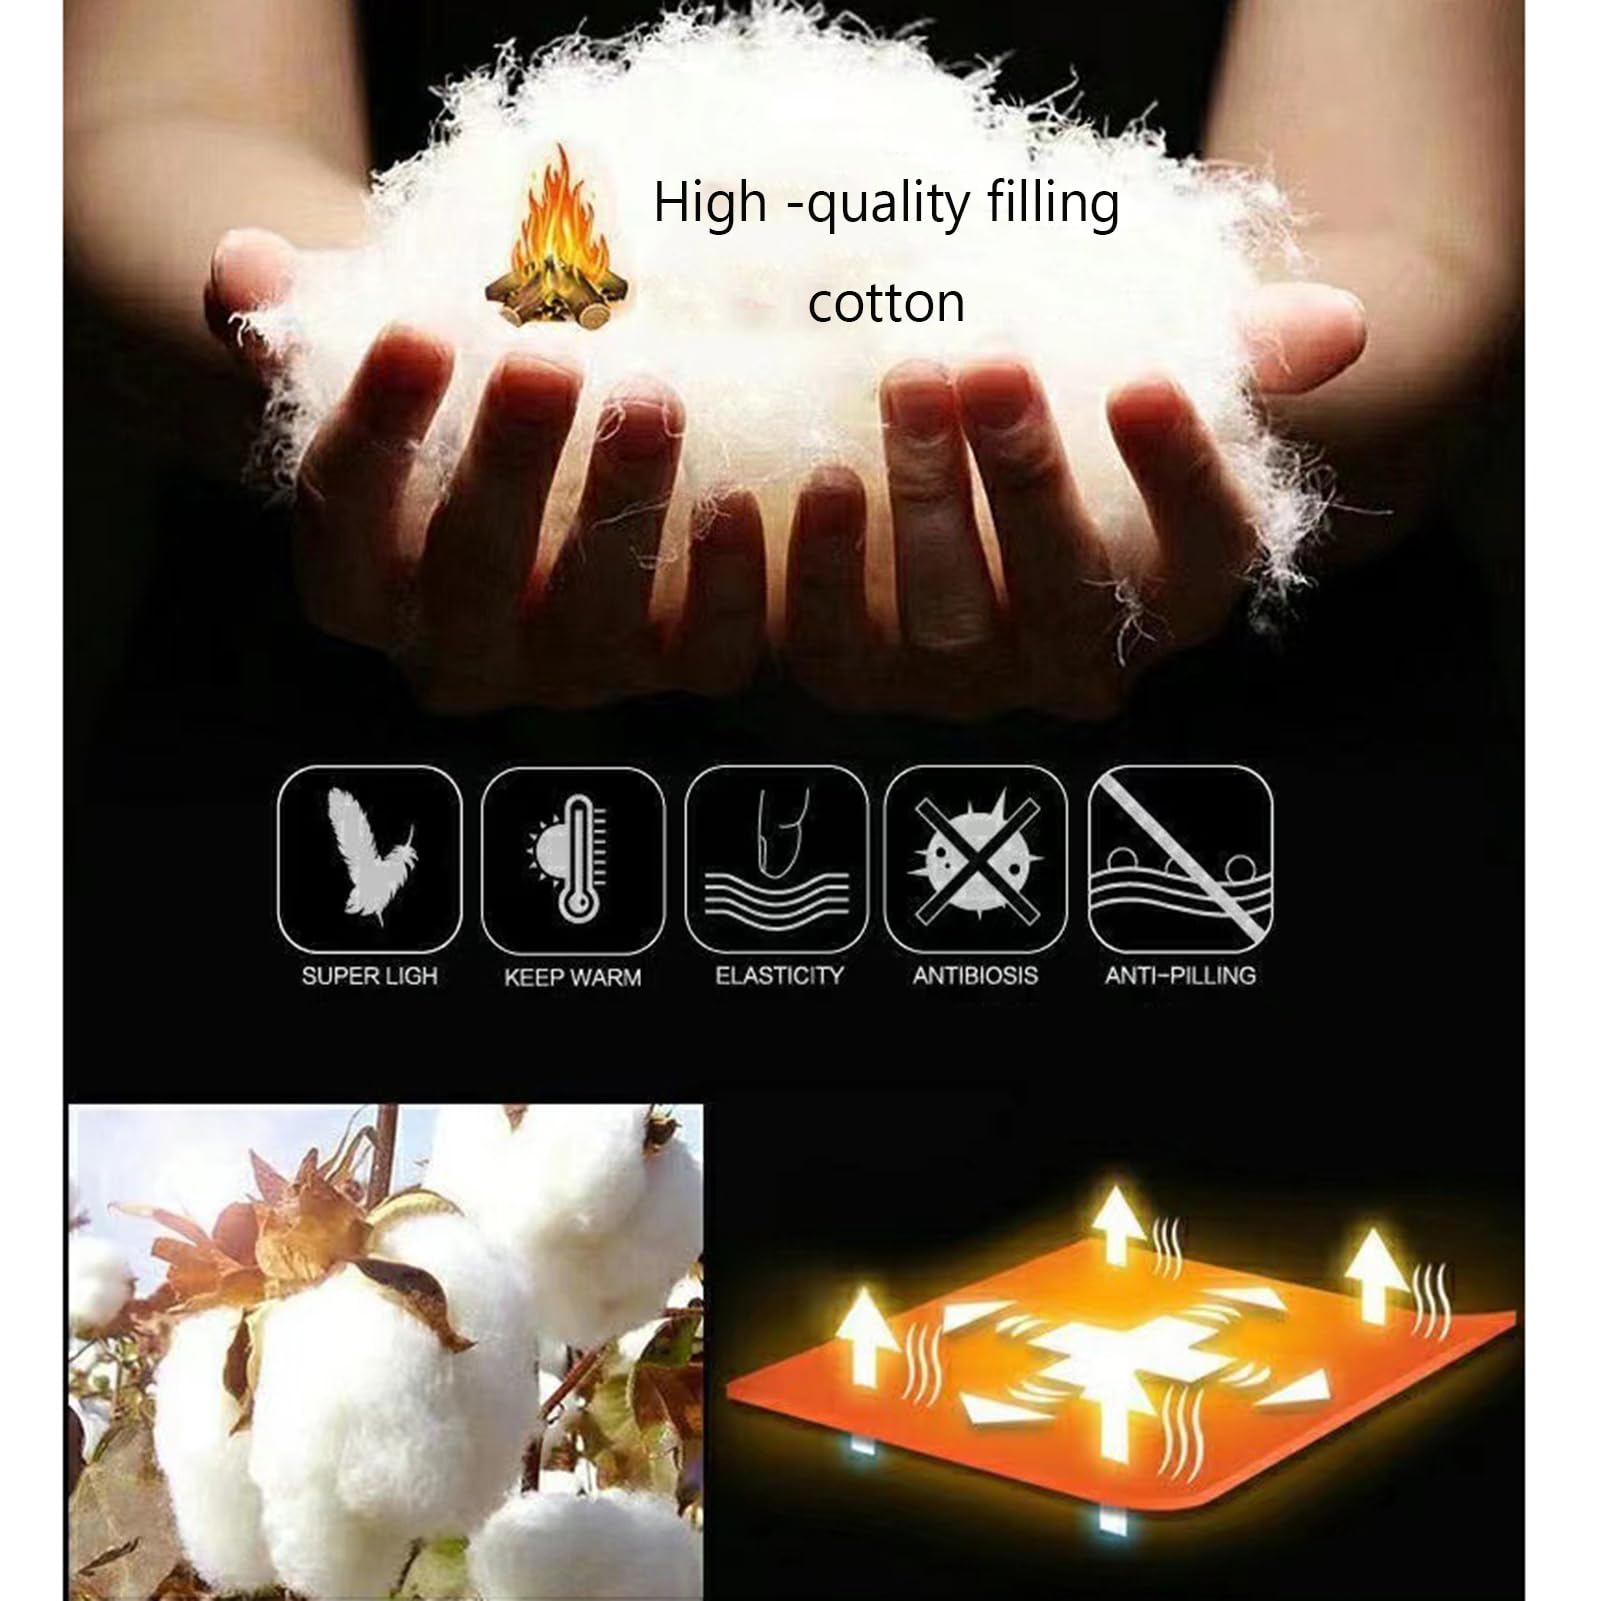 High -quality filling
cotton
SUPER LIGH
KEEP WARM
ELASTICITY
ANTIBIOSIS
ANTI-PILLING